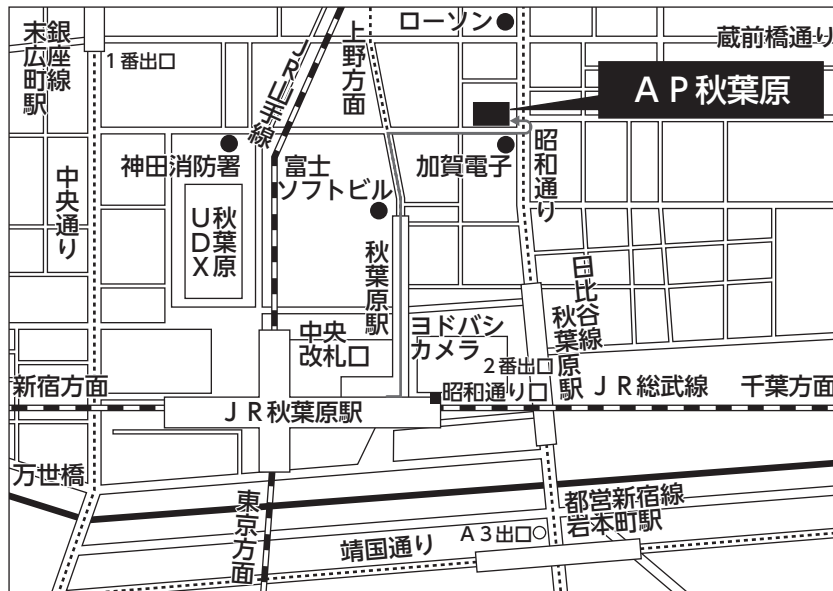 銀座線
末広町駅
1番出口
JR山手線
上野方面
ローソン
蔵前橋通り
AP秋葉原
神田消防署
富士
ソフトビル
加賀電子
昭和通り
中央通り
秋葉原
UDX
秋葉原駅
日比谷線
秋葉原駅
中央
改札口
ヨドバシ
カメラ
2番出口
昭和通り口
新宿方面
JR秋葉原駅
JR総武線
千葉方面
万世橋
東京方面
都営新宿線
岩本町駅
A3出口
靖国通り